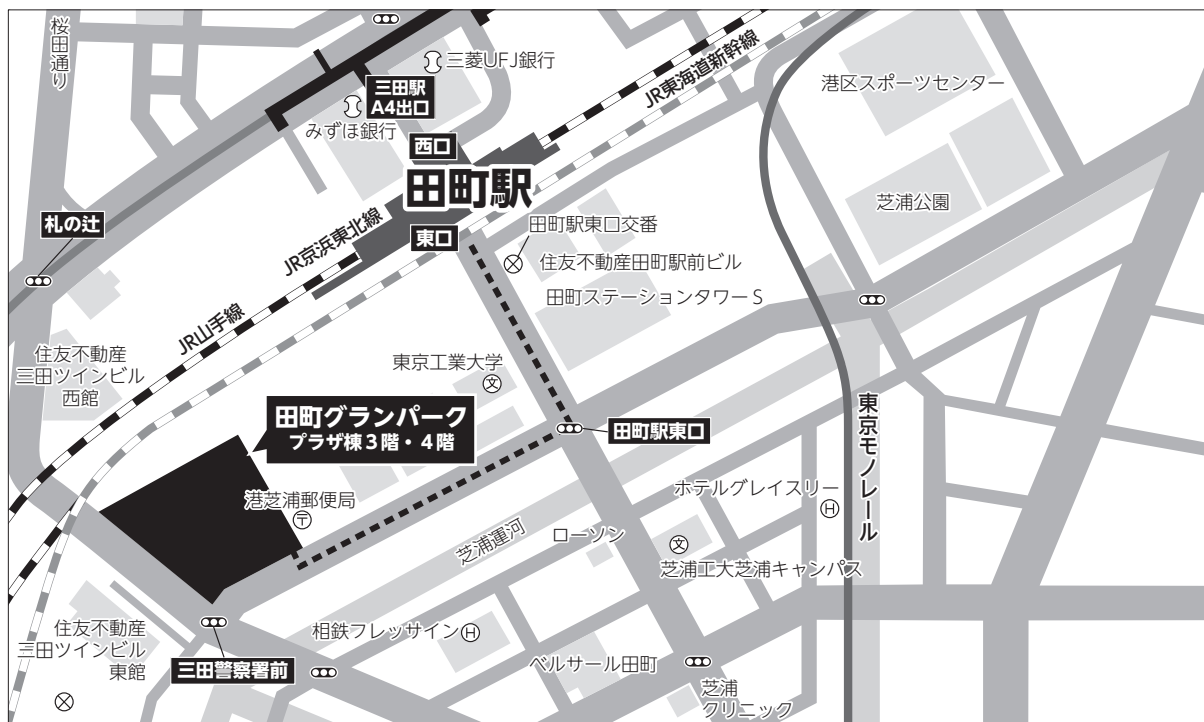 桜田通り
三菱UFJ銀行
三田駅
A4出口
みずほ銀行
JR東海道新幹線
港区スポーツセンター
西口
田町駅
芝浦公園
札の辻
JR京浜東北線
東口
田町駅東口交番
住友不動産田町駅前ビル
田町ステーションタワーS
JR山手線
住友不動産
三田ツインビル
西館
東京工業大学
文
田町グランパーク
プラザ棟3階・4階
田町駅東口
東京モノレール
港芝浦郵便局
〒
ホテルグレイスリー
H
芝浦運河
ローソン
文
芝浦工大芝浦キャンパス
住友不動産
三田ツインビル
東館
相鉄フレッサイン
H
三田警察署前
ベルサール田町
芝浦
クリニック